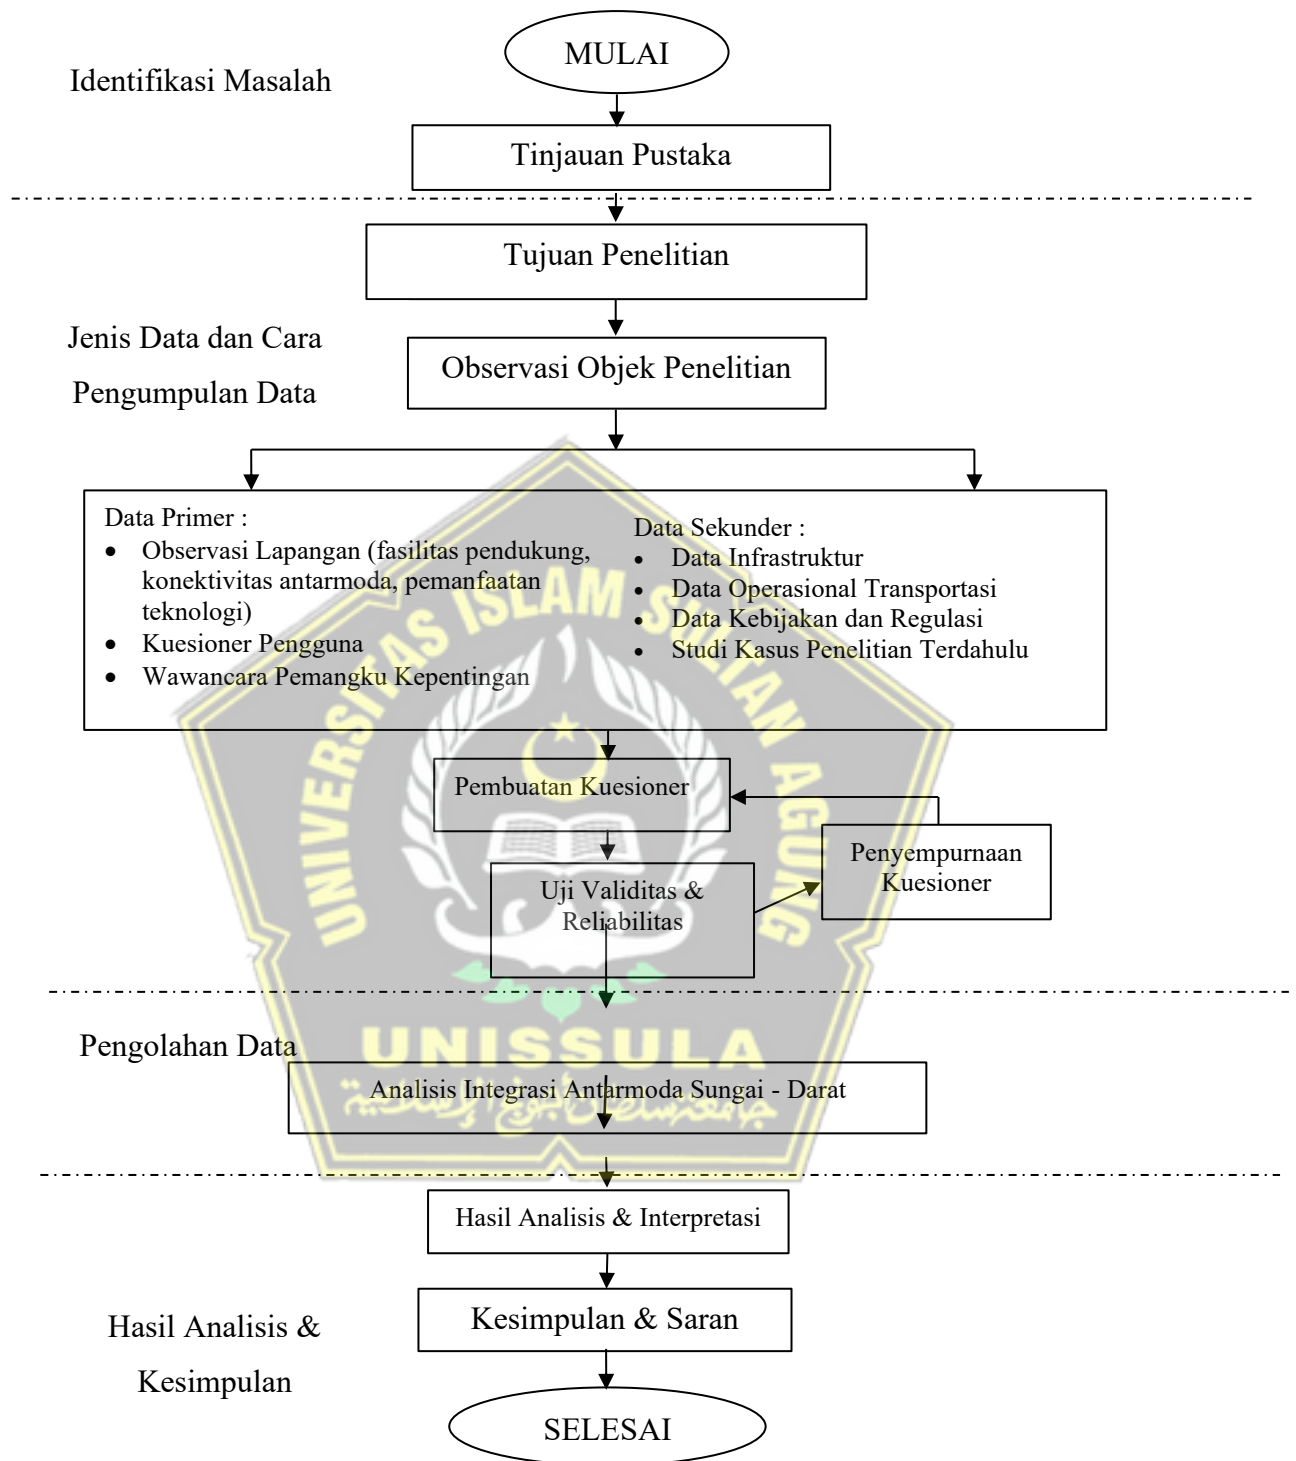 MULAI
Identifikasi Masalah
Tinjauan Pustaka
Tujuan Penelitian
Jenis Data dan Cara
Pengumpulan Data
Observasi Objek Penelitian
Data Primer :
• Observasi Lapangan (fasilitas pendukung,
konektivitas antarmoda, pemanfaatan
teknologi)
• Kuesioner Pengguna
• Wawancara Pemangku Kepentingan
Data Sekunder :
• Data Infrastruktur
• Data Operasional Transportasi
• Data Kebijakan dan Regulasi
• Studi Kasus Penelitian Terdahulu
UNIVERSITAS ISLAM SULTAN AGUNG
Pembuatan Kuesioner
Penyempurnaan
Kuesioner
Uji Validitas &
Reliabilitas
Pengolahan Data
UNISSULA
Analisis Integrasi Antarmoda Sungai - Darat
جامعتسلطان أجونج الإسلامية
Hasil Analisis & Interpretasi
Kesimpulan & Saran
Hasil Analisis &
Kesimpulan
SELESAI